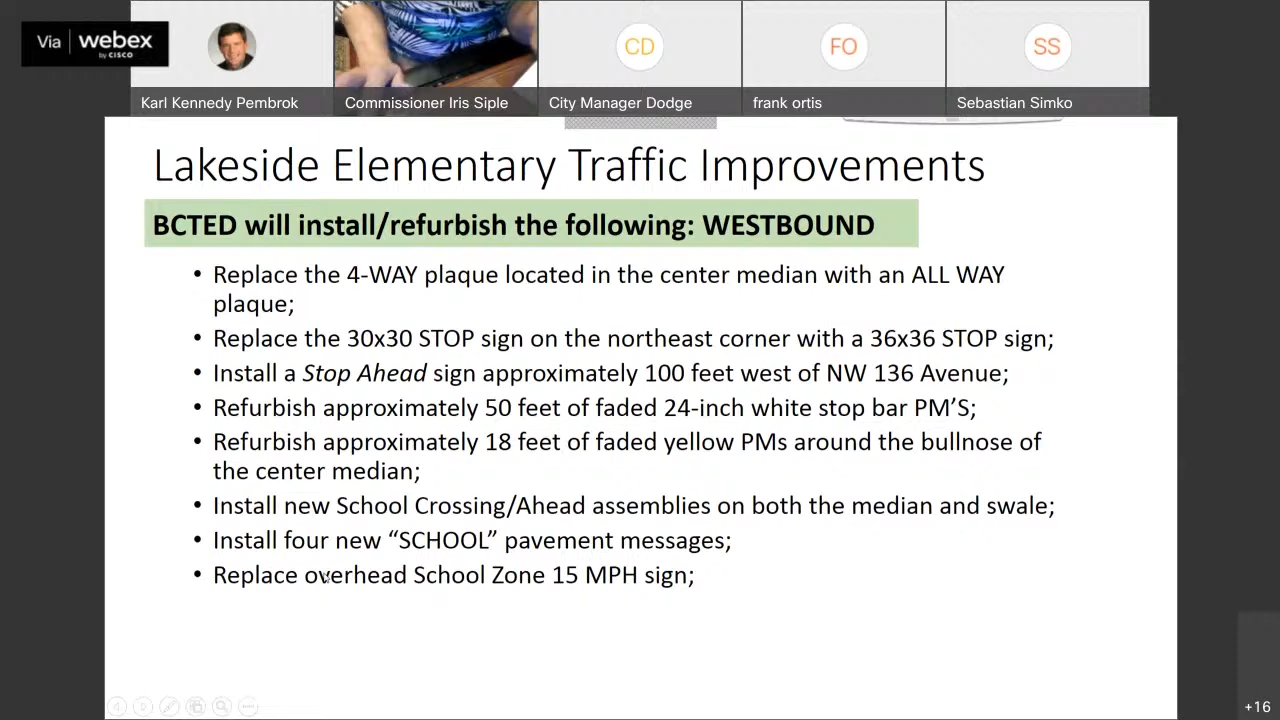 Via webex
by CISCO
CD
FO
SS
Karl Kennedy Pembrok
Commissioner Iris Siple
City Manager Dodge
frank ortis
Sebastian Simko
Lakeside Elementary Traffic Improvements
BCTED will install/refurbish the following: WESTBOUND
• Replace the 4-WAY plaque located in the center median with an ALL WAY
plaque;
• Replace the 30x30 STOP sign on the northeast corner with a 36x36 STOP sign;
• Install a Stop Ahead sign approximately 100 feet west of NW 136 Avenue;
• Refurbish approximately 50 feet of faded 24-inch white stop bar PM’S;
• Refurbish approximately 18 feet of faded yellow PMs around the bullnose of
the center median;
• Install new School Crossing/Ahead assemblies on both the median and swale;
• Install four new “SCHOOL” pavement messages;
• Replace overhead School Zone 15 MPH sign;
+16